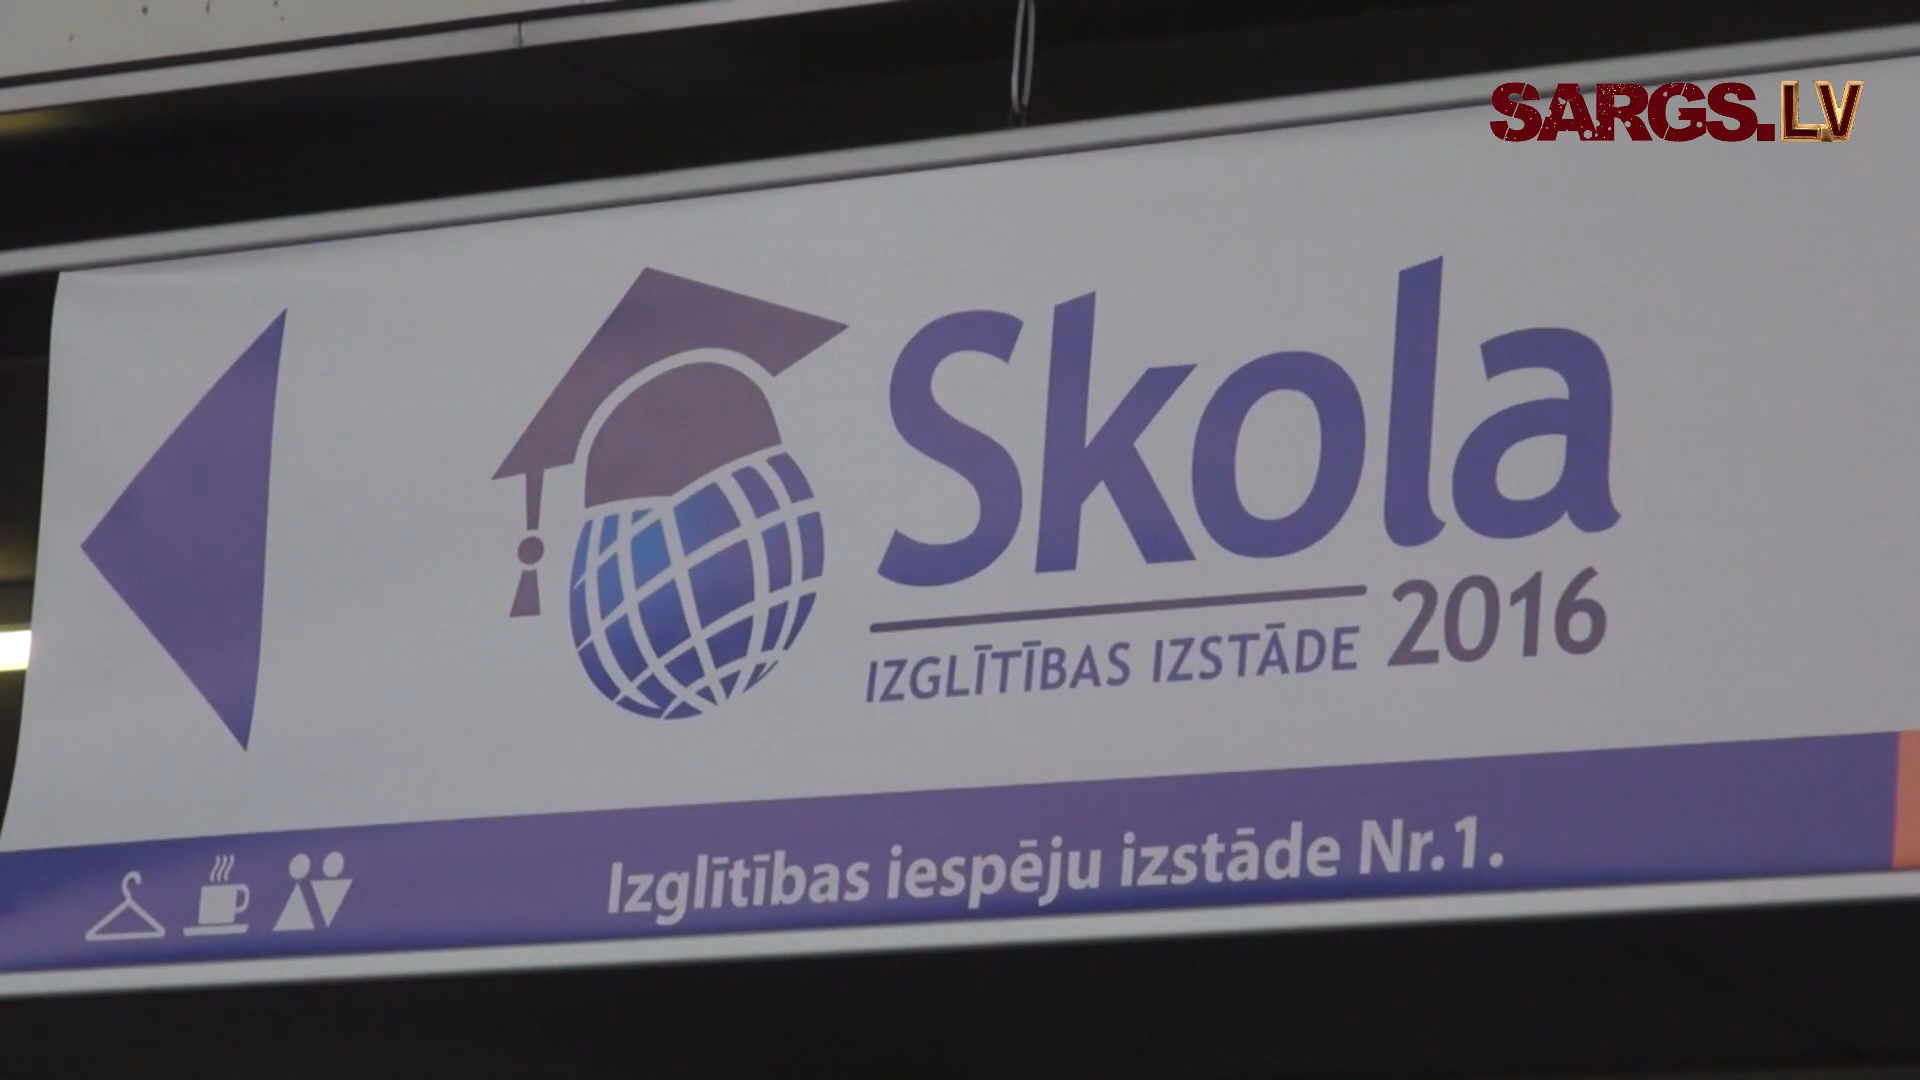 SARGS.LV
Skola
IZGLĪTĪBAS IZSTĀDE 2016
Izglītības iespēju izstāde Nr.1.